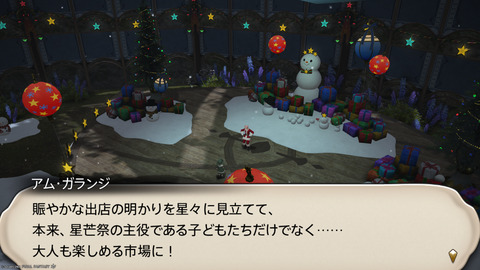 アム・ガランジ
賑やかな出店の明かりを星々に見立てて、
本来、星芒祭の主役である子どもたちだけでなく……
大人も楽しめる市場に！